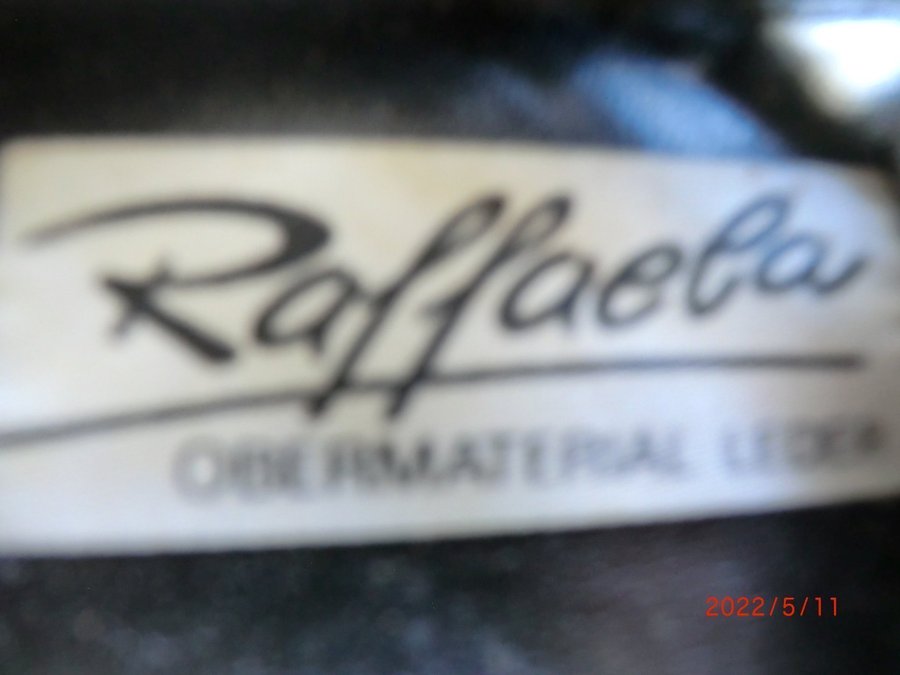 Raffaela
OBERMATERIAL LEDER
2022/5/11